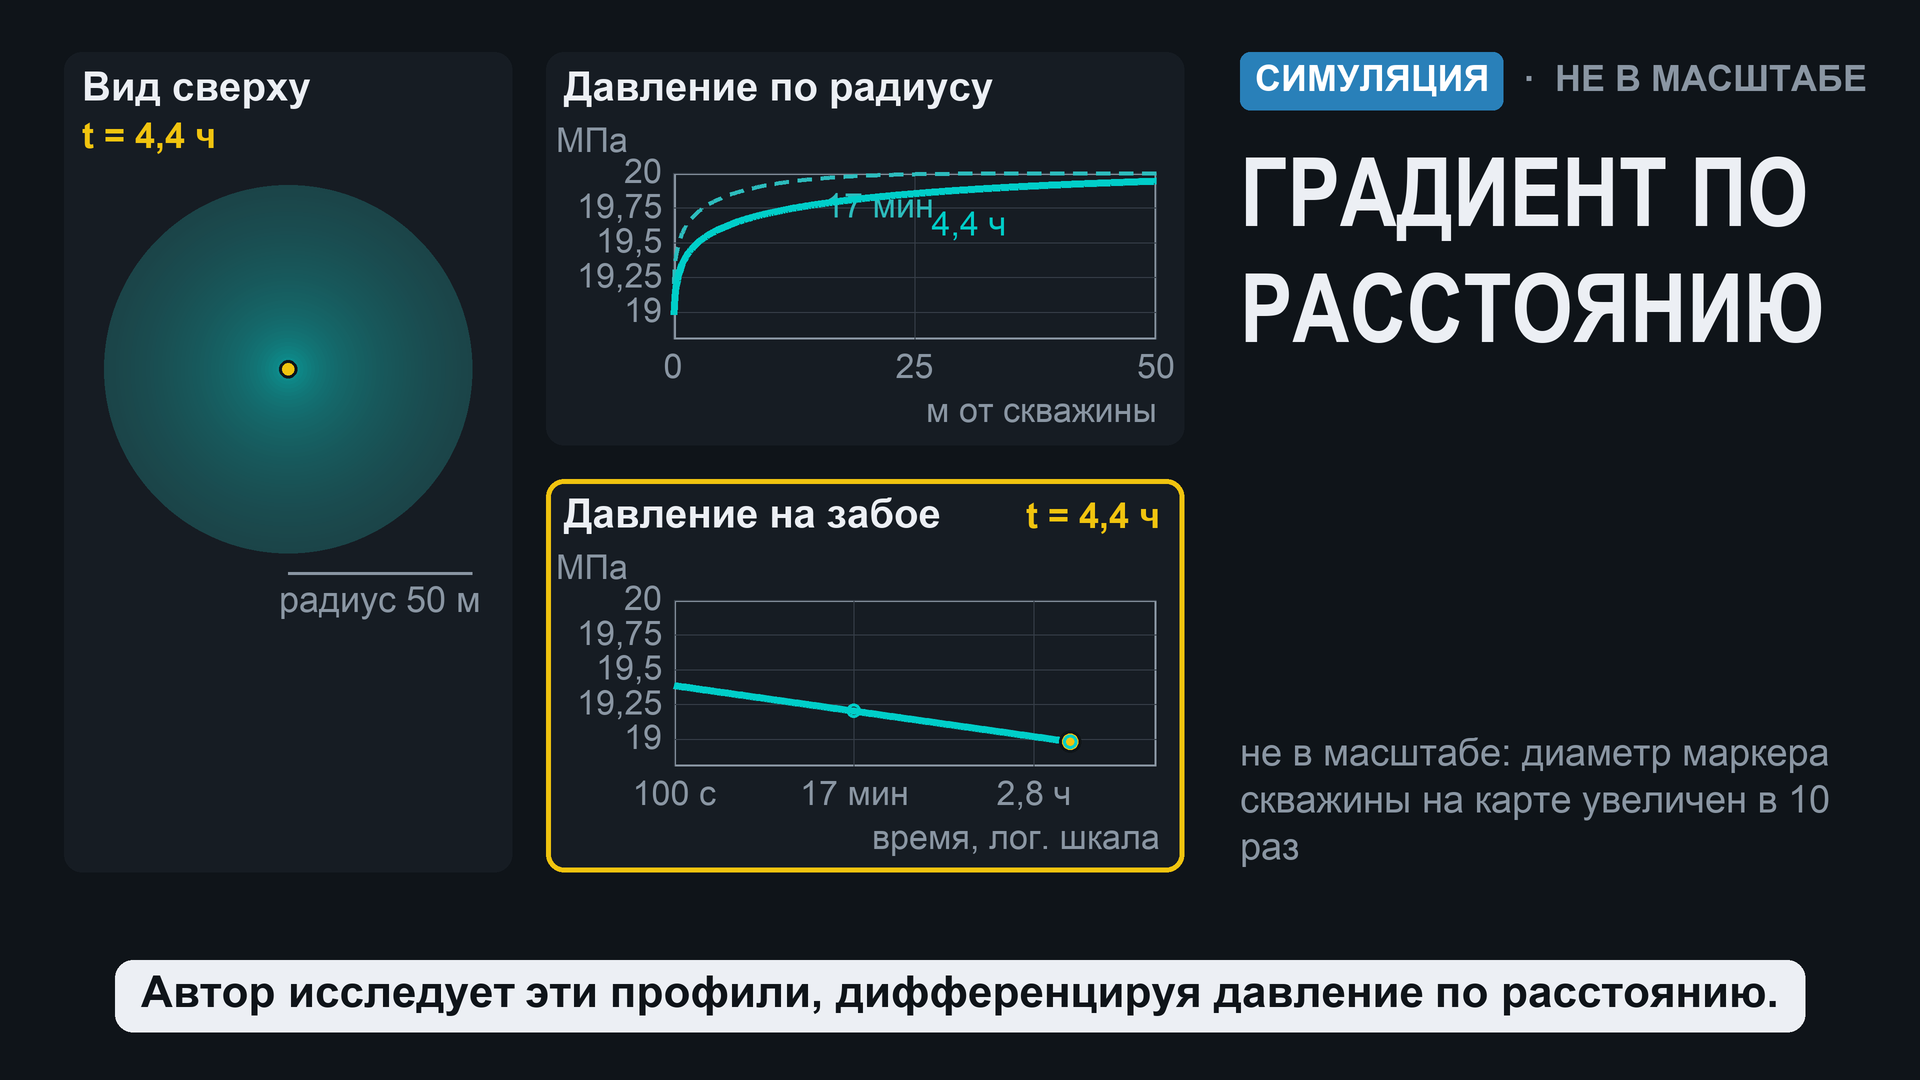 Вид сверху
t = 4,4 ч
радиус 50 м
Давление по радиусу
МПа
20
19,75
19,5
19,25
19
17 мин
4,4 ч
0 25 50
м от скважины
Давление на забое t = 4,4 ч
МПа
20
19,75
19,5
19,25
19
100 с 17 мин 2,8 ч
время, лог. шкала
СИМУЛЯЦИЯ · НЕ В МАСШТАБЕ
ГРАДИЕНТ ПО
РАССТОЯНИЮ
не в масштабе: диаметр маркера
скважины на карте увеличен в 10
раз
Автор исследует эти профили, дифференцируя давление по расстоянию.